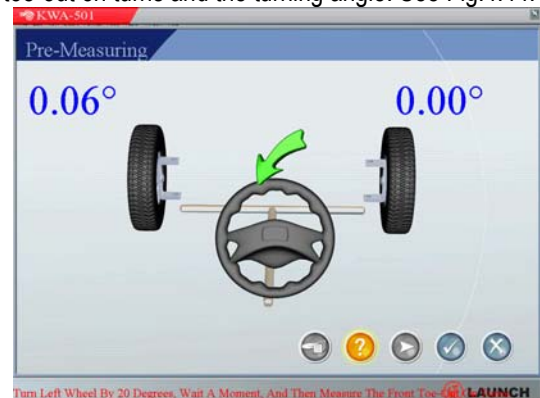 toe-out on turns and the turning angle. See Fig.
KWA-501
Pre-Measuring
0.06° 0.00°
?
Turn Left Wheel By 20 Degrees, Wait A Moment, And Then Measure The Front Toe-
LAUNCH